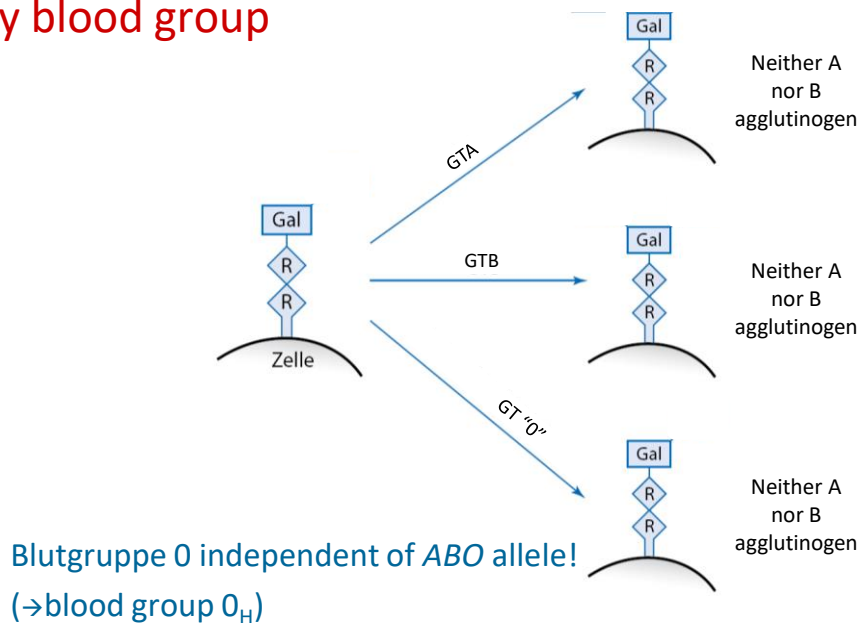 y blood group
Gal
R
R
Neither A
nor B
agglutinogen
GTA
Gal
R
R
Zelle
GTB
Gal
R
R
Neither A
nor B
agglutinogen
GT “0”
Gal
R
R
Neither A
nor B
agglutinogen
Blutgruppe 0 independent of ABO allele!
(→blood group 0H)